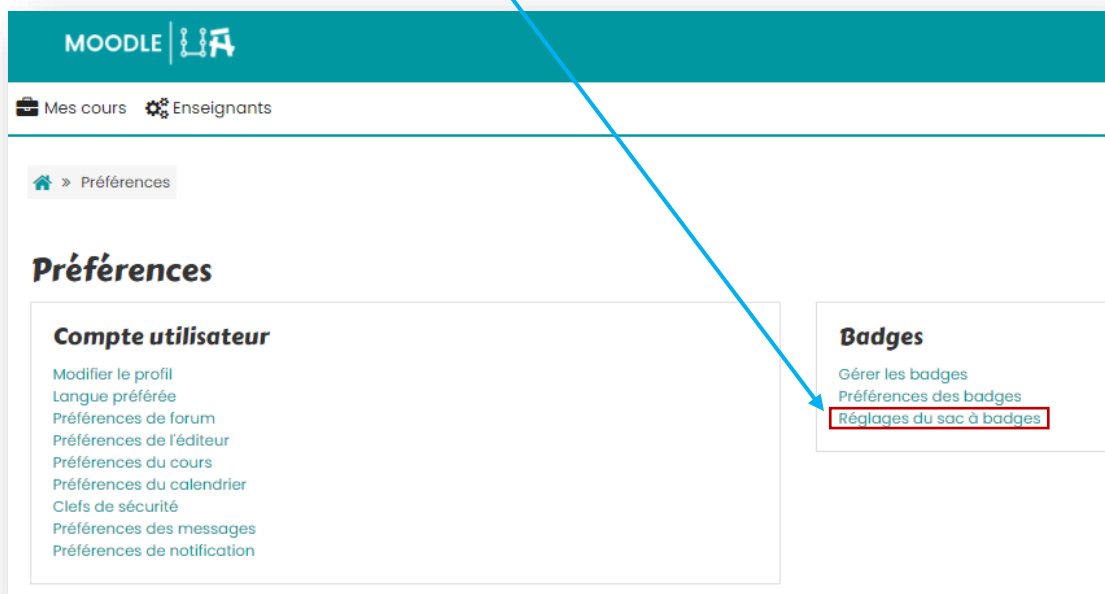 MOODLE UA
Mes cours Enseignants
» Préférences
Préférences
Compte utilisateur
Modifier le profil
Langue préférée
Préférences de forum
Préférences de l'éditeur
Préférences du cours
Préférences du calendrier
Clefs de sécurité
Préférences des messages
Préférences de notification
Badges
Gérer les badges
Préférences des badges
Réglages du sac à badges